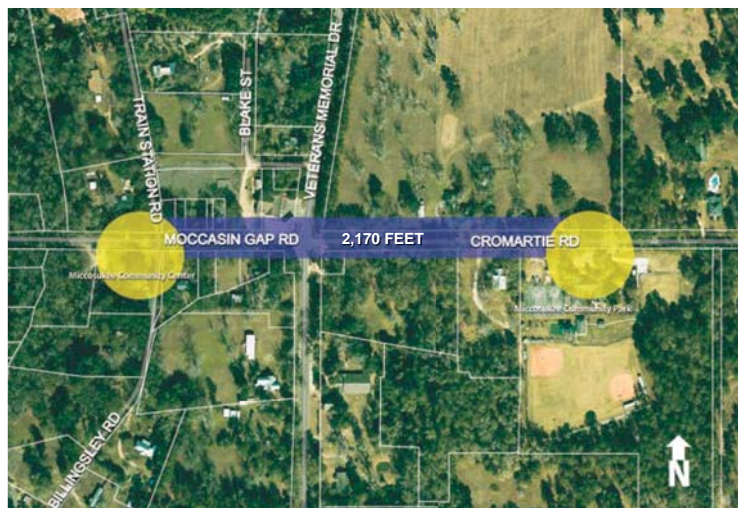 TRAIN STATION RD
BLAKE ST
VETERANS MEMORIAL DR
MOCCASIN GAP RD
2,170 FEET
CROMARTIE RD
Miccosukee Community Center
Miccosukee Community Park
BILLINGSLEY RD
N